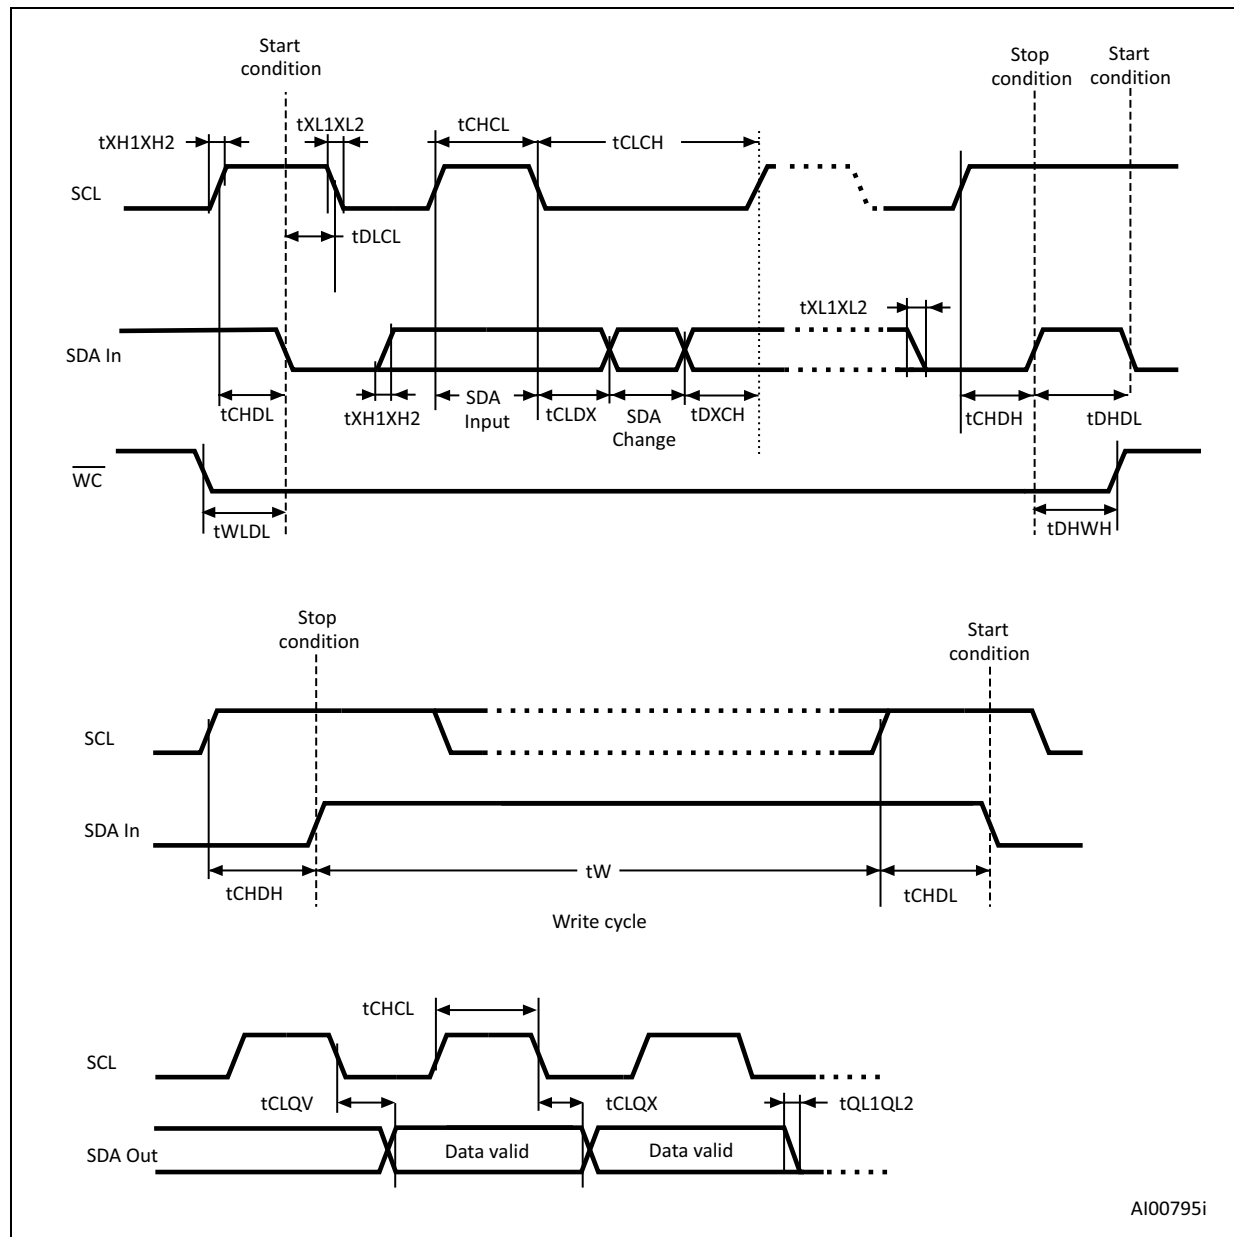 Start
condition
Stop
condition
Start
condition
tXH1XH2
tXL1XL2
tCHCL
tCLCH
SCL
tDLCL
tXL1XL2
SDA In
tCHDL
tXH1XH2
SDA
Input
tCLDX
SDA
Change
tDXCH
tCHDH
tDHDL
WC
tWLDL
tDHWH
Stop
condition
Start
condition
SCL
SDA In
tCHDH
tW
tCHDL
Write cycle
tCHCL
SCL
tCLQV
tCLQX
tQL1QL2
SDA Out
Data valid
Data valid
AI00795i